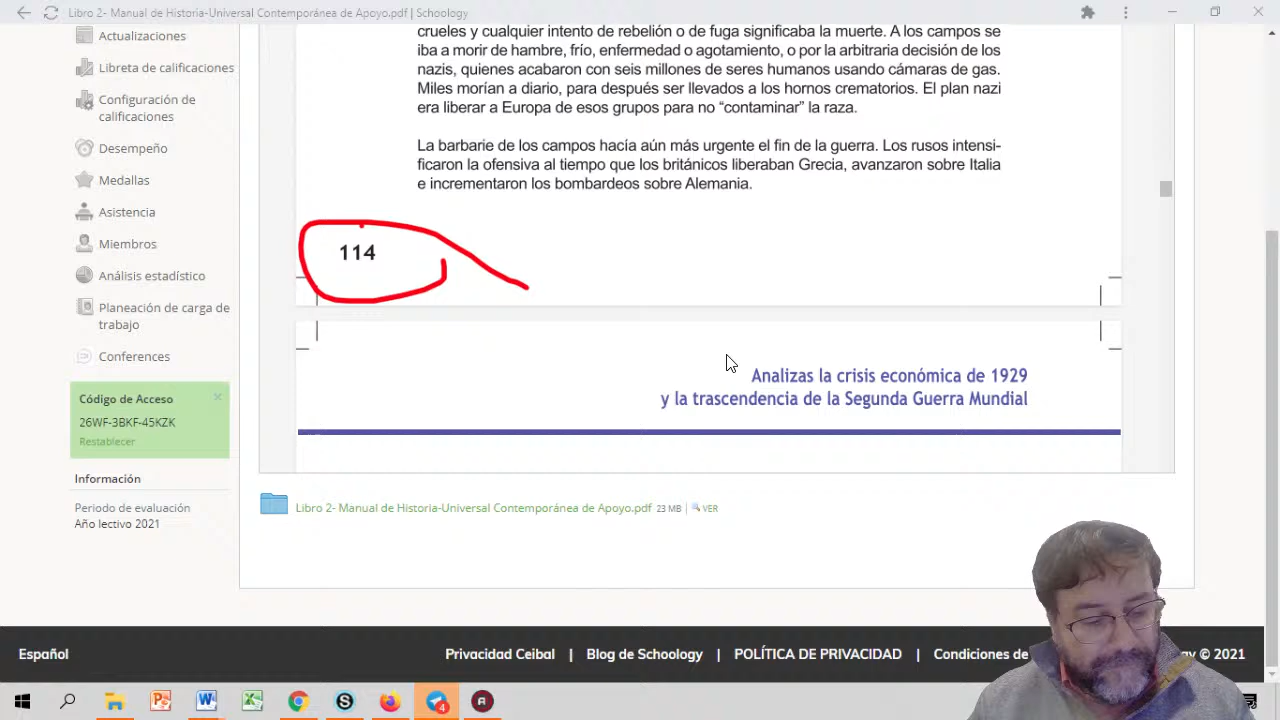 Libro 2- Manual de Historia-Universal Contemporánea de Apoyo.pdf | Schoology
Actualizaciones
Libreta de calificaciones
Configuración de
calificaciones
Desempeño
Medallas
Asistencia
Miembros
Análisis estadístico
Planeación de carga de
trabajo
Conferences
Código de Acceso
26WF-3BKF-45KZK
Restablecer
Información
Periodo de evaluación
Año lectivo 2021
crueles y cualquier intento de rebelión o de fuga significaba la muerte. A los campos se
iba a morir de hambre, frío, enfermedad o agotamiento, o por la arbitraria decisión de los
nazis, quienes acabaron con seis millones de seres humanos usando cámaras de gas.
Miles morían a diario, para después ser llevados a los hornos crematorios. El plan nazi
era liberar a Europa de esos grupos para no “contaminar” la raza.
La barbarie de los campos hacía aún más urgente el fin de la guerra. Los rusos intensi-
ficaron la ofensiva al tiempo que los británicos liberaban Grecia, avanzaron sobre Italia
e incrementaron los bombardeos sobre Alemania.
114
Analizas la crisis económica de 1929
y la trascendencia de la Segunda Guerra Mundial
Libro 2- Manual de Historia-Universal Contemporánea de Apoyo.pdf 23 MB | VER
Español
Privacidad Ceibal | Blog de Schoology | POLÍTICA DE PRIVACIDAD | Condiciones de gy © 2021
4